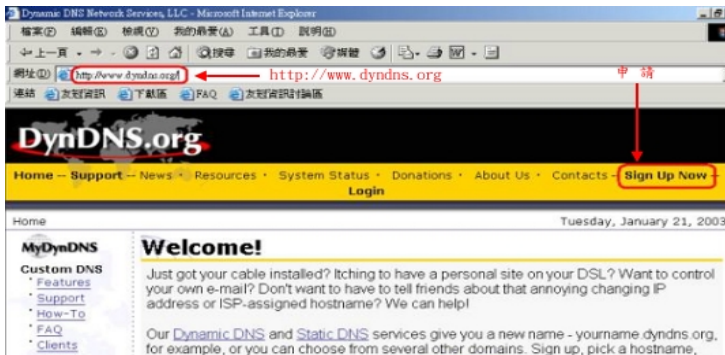 Dynamic DNS Network Services, LLC - Microsoft Internet Explorer
檔案(F) 編輯(E) 檢視(V) 我的最愛(A) 工具(T) 說明(H)
上一頁 搜尋 我的最愛 媒體
網址(D) http://www.dyndns.org/ http://www.dyndns.org 申 請
連結 友冠資訊 下載區 FAQ 友冠資訊討論區
DynDNS.org
Home -- Support -- News · Resources · System Status · Donations · About Us · Contacts -- Sign Up Now --
Login
Home Tuesday, January 21, 2003
MyDynDNS Welcome!
Custom DNS
Features
Support
How-To
FAQ
Clients
Just got your cable installed? Itching to have a personal site on your DSL? Want to control
your own e-mail? Don't want to have to tell friends about that annoying changing IP
address or ISP-assigned hostname? We can help!
Our Dynamic DNS and Static DNS services give you a new name - yourname.dyndns.org,
for example, or you can choose from several other domains. Sign up, pick a hostname,